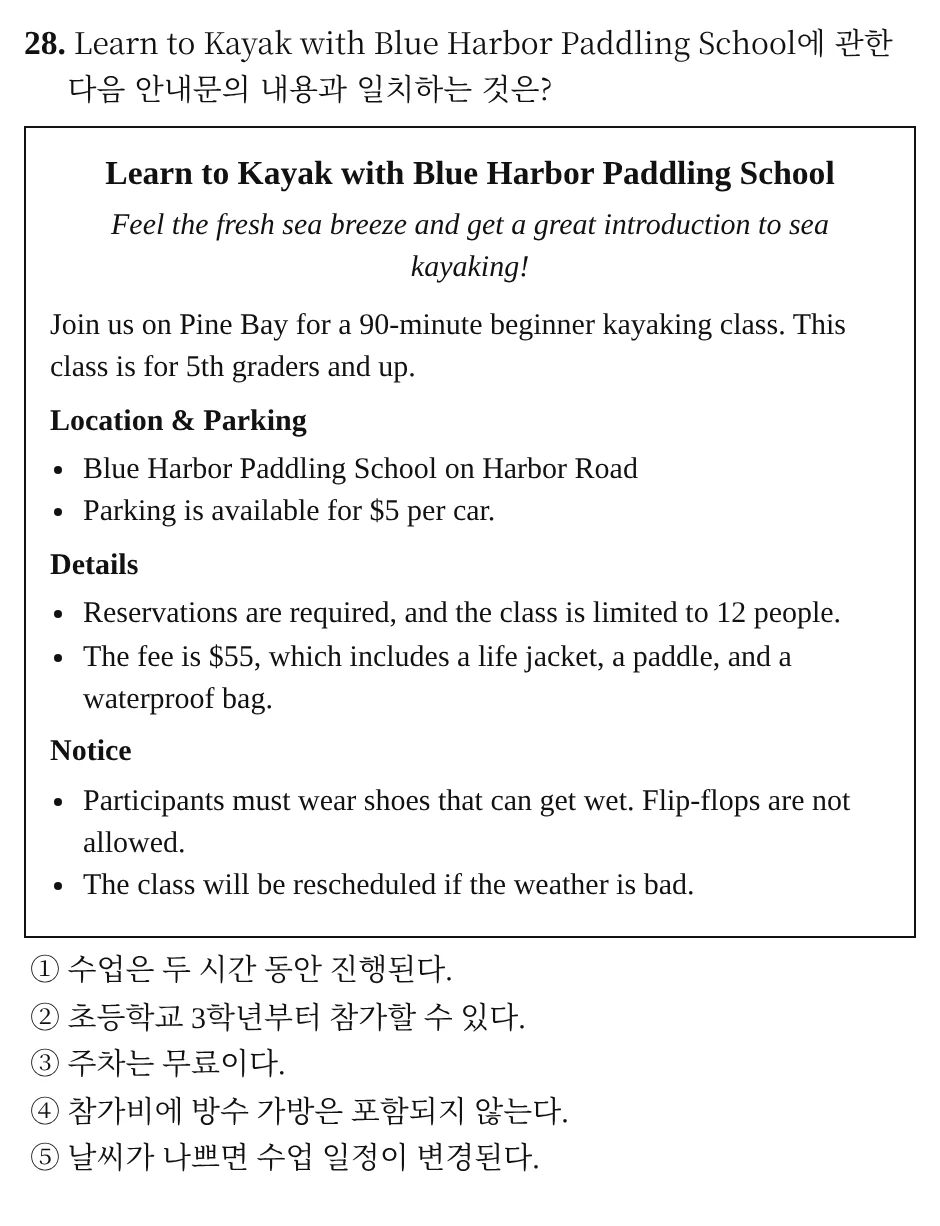 28. Learn to Kayak with Blue Harbor Paddling School에 관한
다음 안내문의 내용과 일치하는 것은?
Learn to Kayak with Blue Harbor Paddling School
Feel the fresh sea breeze and get a great introduction to sea
kayaking!
Join us on Pine Bay for a 90-minute beginner kayaking class. This
class is for 5th graders and up.
Location & Parking
• Blue Harbor Paddling School on Harbor Road
• Parking is available for $5 per car.
Details
• Reservations are required, and the class is limited to 12 people.
• The fee is $55, which includes a life jacket, a paddle, and a
waterproof bag.
Notice
• Participants must wear shoes that can get wet. Flip-flops are not
allowed.
• The class will be rescheduled if the weather is bad.
① 수업은 두 시간 동안 진행된다.
② 초등학교 3학년부터 참가할 수 있다.
③ 주차는 무료이다.
④ 참가비에 방수 가방은 포함되지 않는다.
⑤ 날씨가 나쁘면 수업 일정이 변경된다.